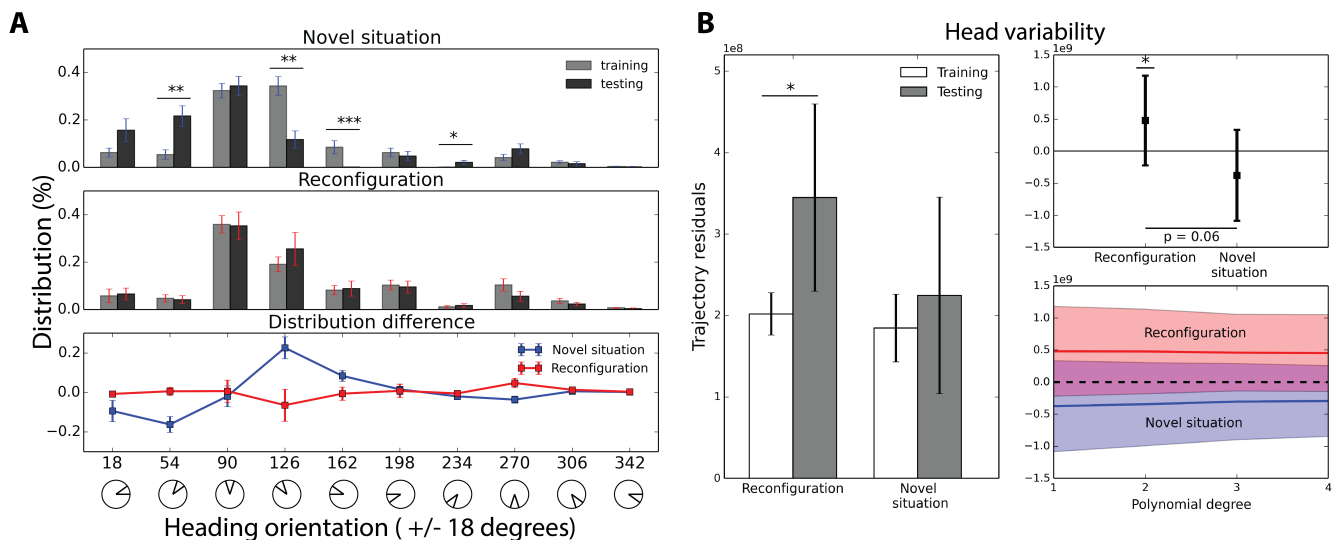 A
Novel situation
training
testing
0.4
0.2
0.0
**
**
***
*
Reconfiguration
0.4
0.2
0.0
Distribution (%)
Distribution difference
Novel situation
Reconfiguration
0.2
0.0
−0.2
18 54 90 126 162 198 234 270 306 342
Heading orientation ( +/- 18 degrees)
B
Head variability
1e8
Training
Testing
*
5
4
3
2
1
0
Trajectory residuals
Reconfiguration
Novel
situation
1e9
1.5
1.0
0.5
0.0
−0.5
−1.0
−1.5
*
p = 0.06
Reconfiguration
Novel
situation
1e9
1.5
1.0
0.5
0.0
−0.5
−1.0
−1.5
Reconfiguration
Novel situation
1 2 3 4
Polynomial degree